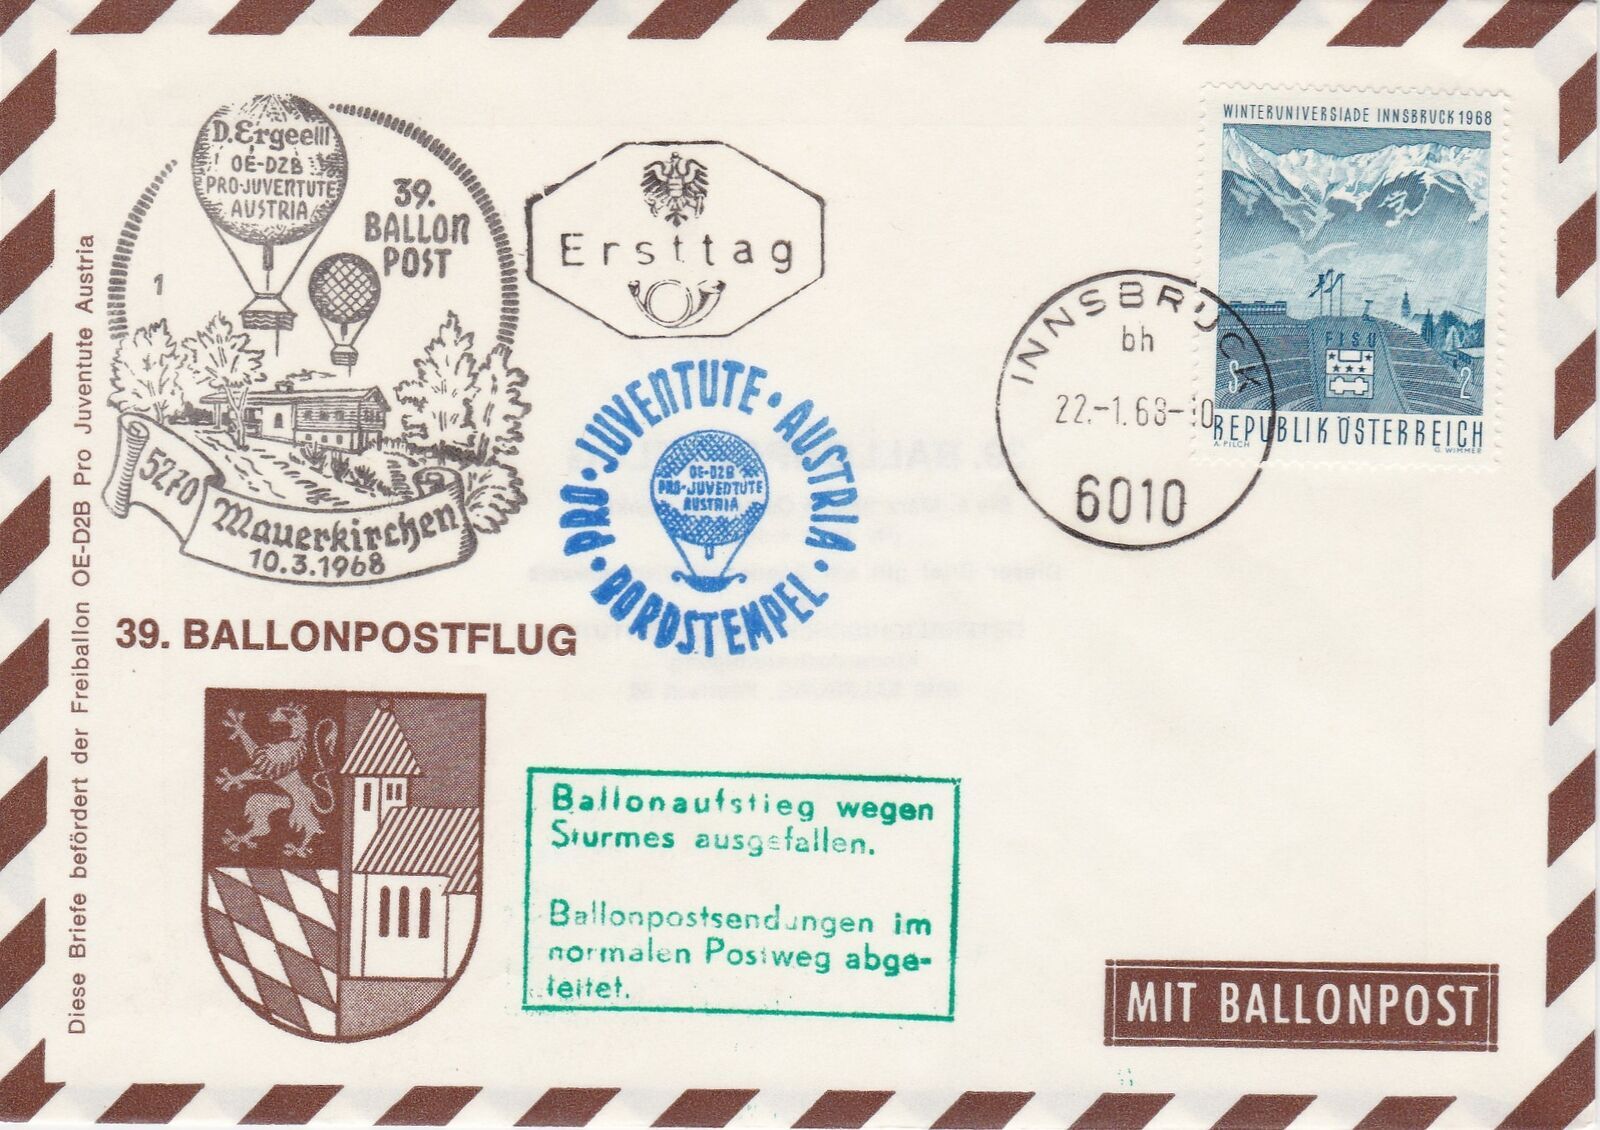 D.Ergeelll
OE-DZB
PRO-JUVENTUTE
AUSTRIA
39.
BALLON
POST
1
5270
Mauerkirchen
10.3.1968
Ersttag
WINTERUNIVERSIADE INNSBRUCK 1968
FISU
S 2
REPUBLIK ÖSTERREICH
A. PILCH G. WIMMER
INNSBRUCK
bh
22.-1.68-10
6010
PRO · JUVENTUTE · AUSTRIA
OE-DZB
PRO-JUVENTUTE
AUSTRIA
· BORDSTEMPEL ·
39. BALLONPOSTFLUG
Diese Briefe befördert der Freiballon OE-DZB Pro Juventute Austria
Ballonaufstieg wegen
Sturmes ausgefallen.
Ballonpostsendungen im
normalen Postweg abge-
leitet.
MIT BALLONPOST